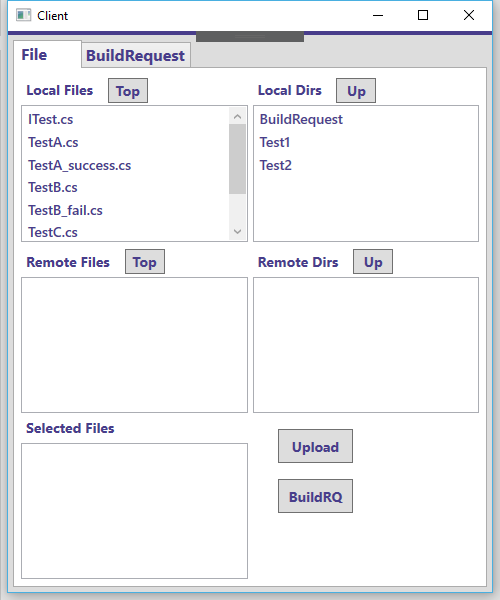 Client
File
BuildRequest
Local Files
Top
Local Dirs
Up
ITest.cs
TestA.cs
TestA_success.cs
TestB.cs
TestB_fail.cs
TestC.cs
BuildRequest
Test1
Test2
Remote Files
Top
Remote Dirs
Up
Selected Files
Upload
BuildRQ